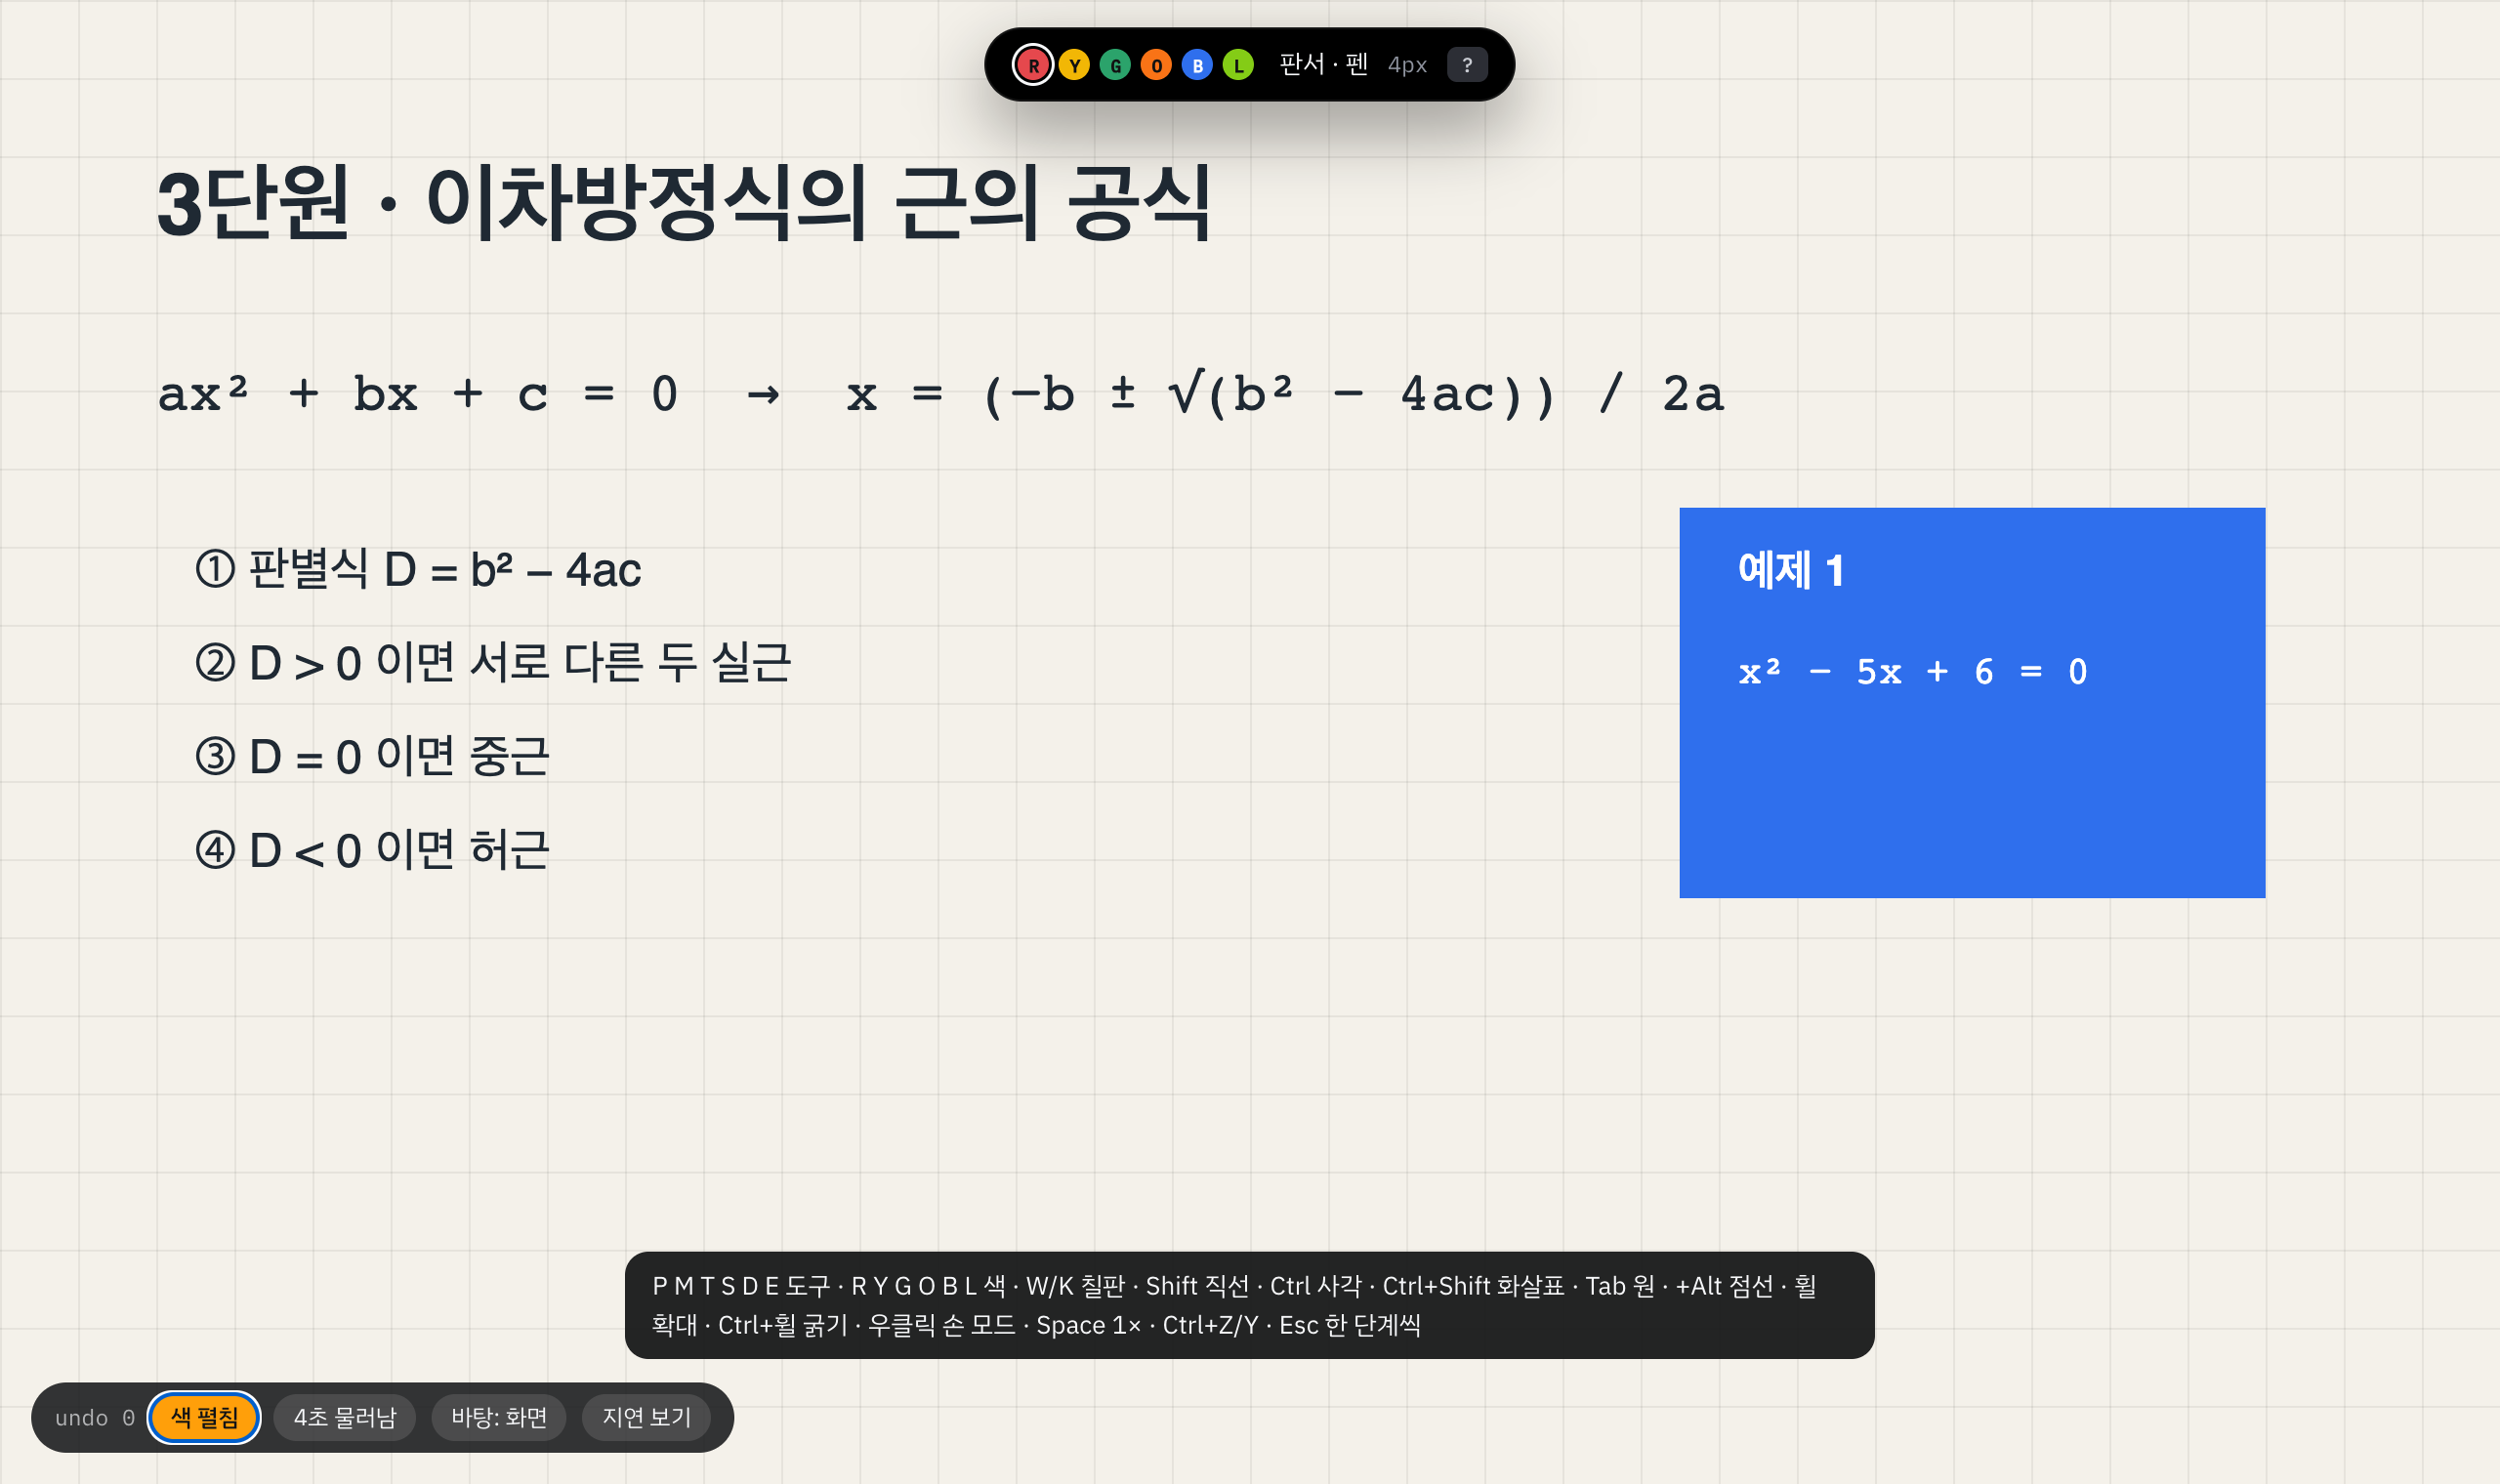 R Y G O B L 판서 · 펜 4px ?
3단원 · 이차방정식의 근의 공식
ax² + bx + c = 0 → x = (−b ± √(b² − 4ac)) / 2a
① 판별식 D = b² – 4ac
② D > 0 이면 서로 다른 두 실근
③ D = 0 이면 중근
④ D < 0 이면 허근
예제 1
x² − 5x + 6 = 0
P M T S D E 도구 · R Y G O B L 색 · W/K 칠판 · Shift 직선 · Ctrl 사각 · Ctrl+Shift 화살표 · Tab 원 · +Alt 점선 · 휠
확대 · Ctrl+휠 굵기 · 우클릭 손 모드 · Space 1× · Ctrl+Z/Y · Esc 한 단계씩
undo 0 색 펼침 4초 물러남 바탕: 화면 지연 보기